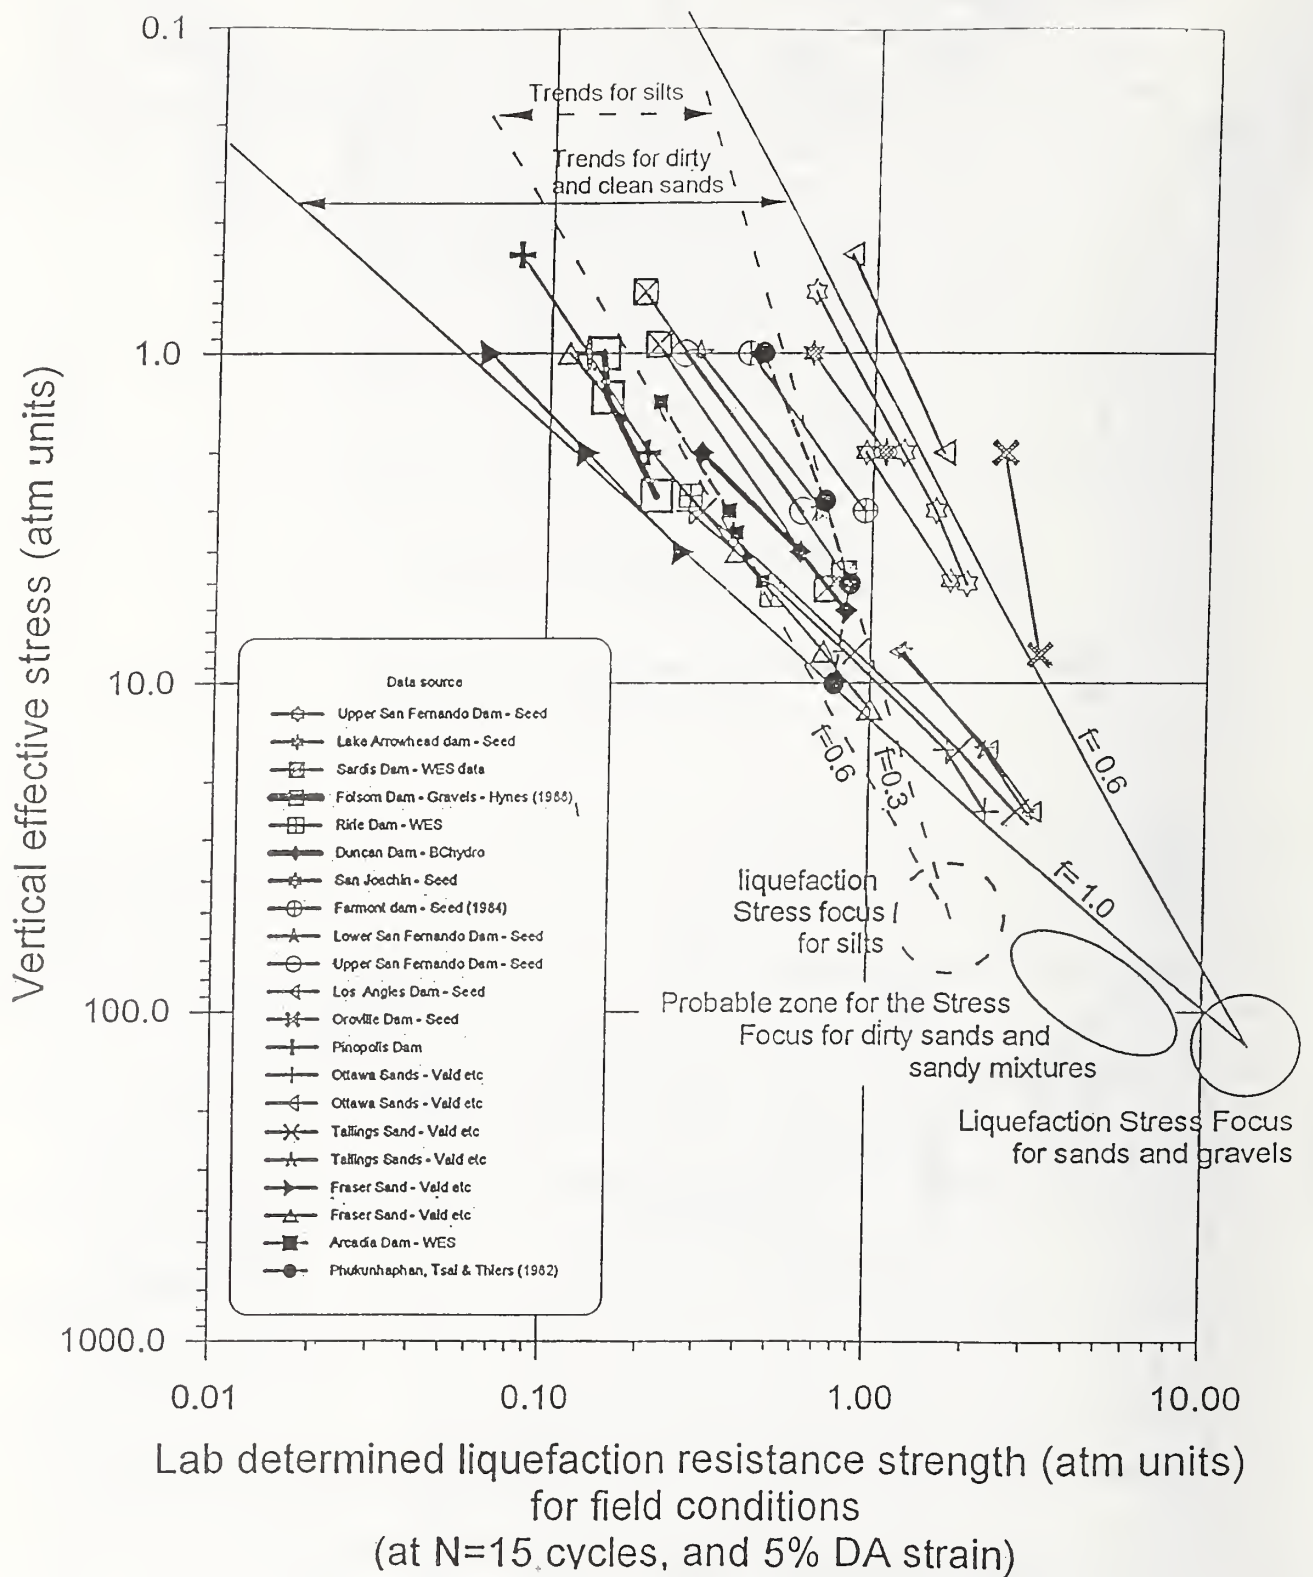 0.1
Trends for silts
Trends for dirty
and clean sands
1.0
Vertical effective stress (atm units)
10.0
Data source
Upper San Fernando Dam - Seed
Lake Arrowhead dam - Seed
Sardis Dam - WES data
Folsom Dam - Gravels - Hynes (1988)
Ririe Dam - WES
Duncan Dam - BChydro
San Joachin - Seed
Farmont dam - Seed (1984)
Lower San Fernando Dam - Seed
Upper San Fernando Dam - Seed
Los Angles Dam - Seed
Oroville Dam - Seed
Pinopolis Dam
Ottawa Sands - Vaid etc
Ottawa Sands - Vaid etc
Tailings Sand - Vaid etc
Tailings Sands - Vaid etc
Fraser Sand - Vaid etc
Fraser Sand - Vaid etc
Arcadia Dam - WES
Phukunhaphan, Tsai & Thiers (1982)
f=0.6
f=0.3
f=0.6
f=1.0
liquefaction
Stress focus
for silts
100.0
Probable zone for the Stress
Focus for dirty sands and
sandy mixtures
Liquefaction Stress Focus
for sands and gravels
1000.0
0.01
0.10
1.00
10.00
Lab determined liquefaction resistance strength (atm units)
for field conditions
(at N=15 cycles, and 5% DA strain)